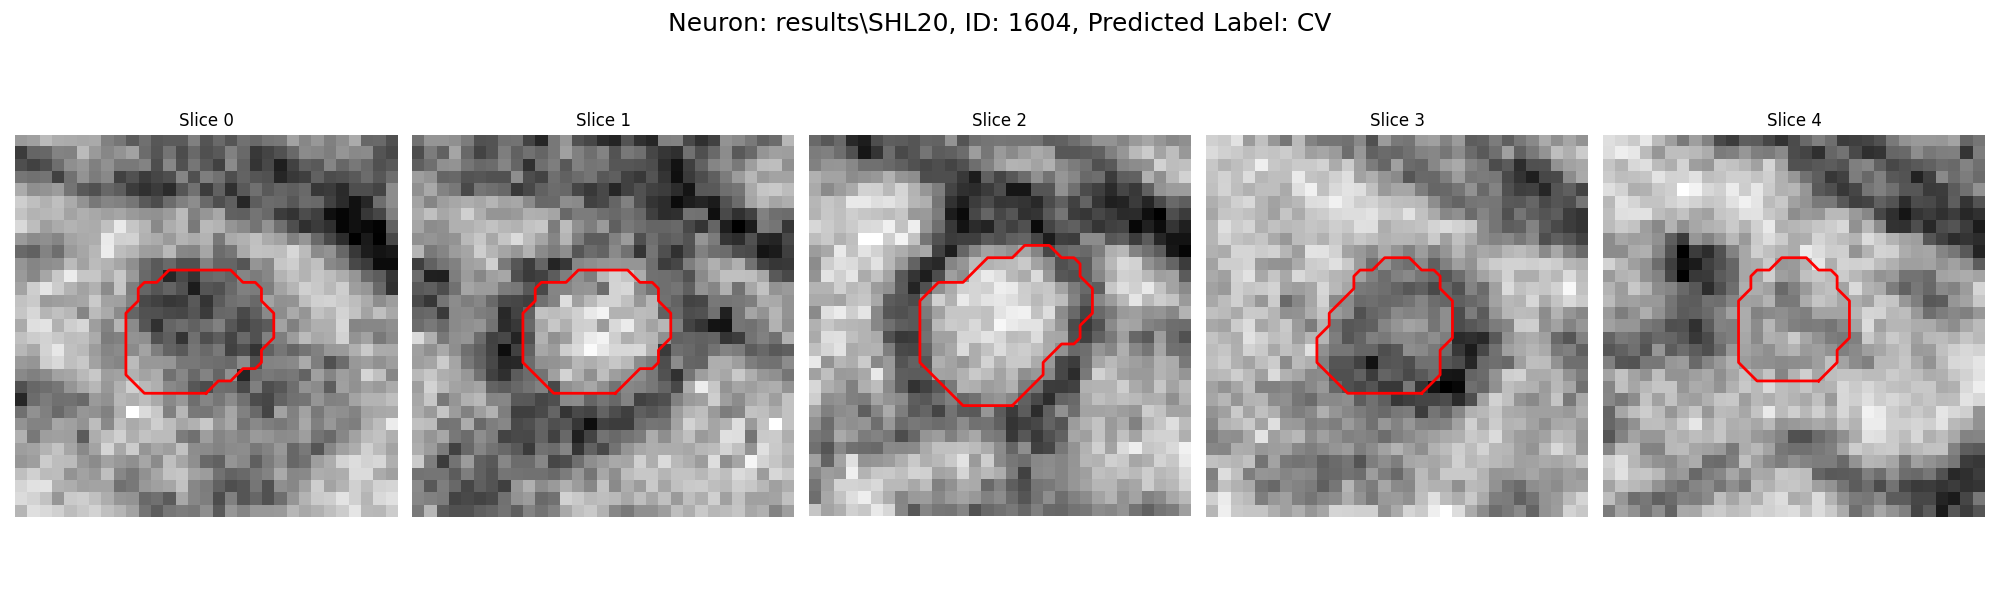 Neuron: results\SHL20, ID: 1604, Predicted Label: CV
Slice 0
Slice 1
Slice 2
Slice 3
Slice 4